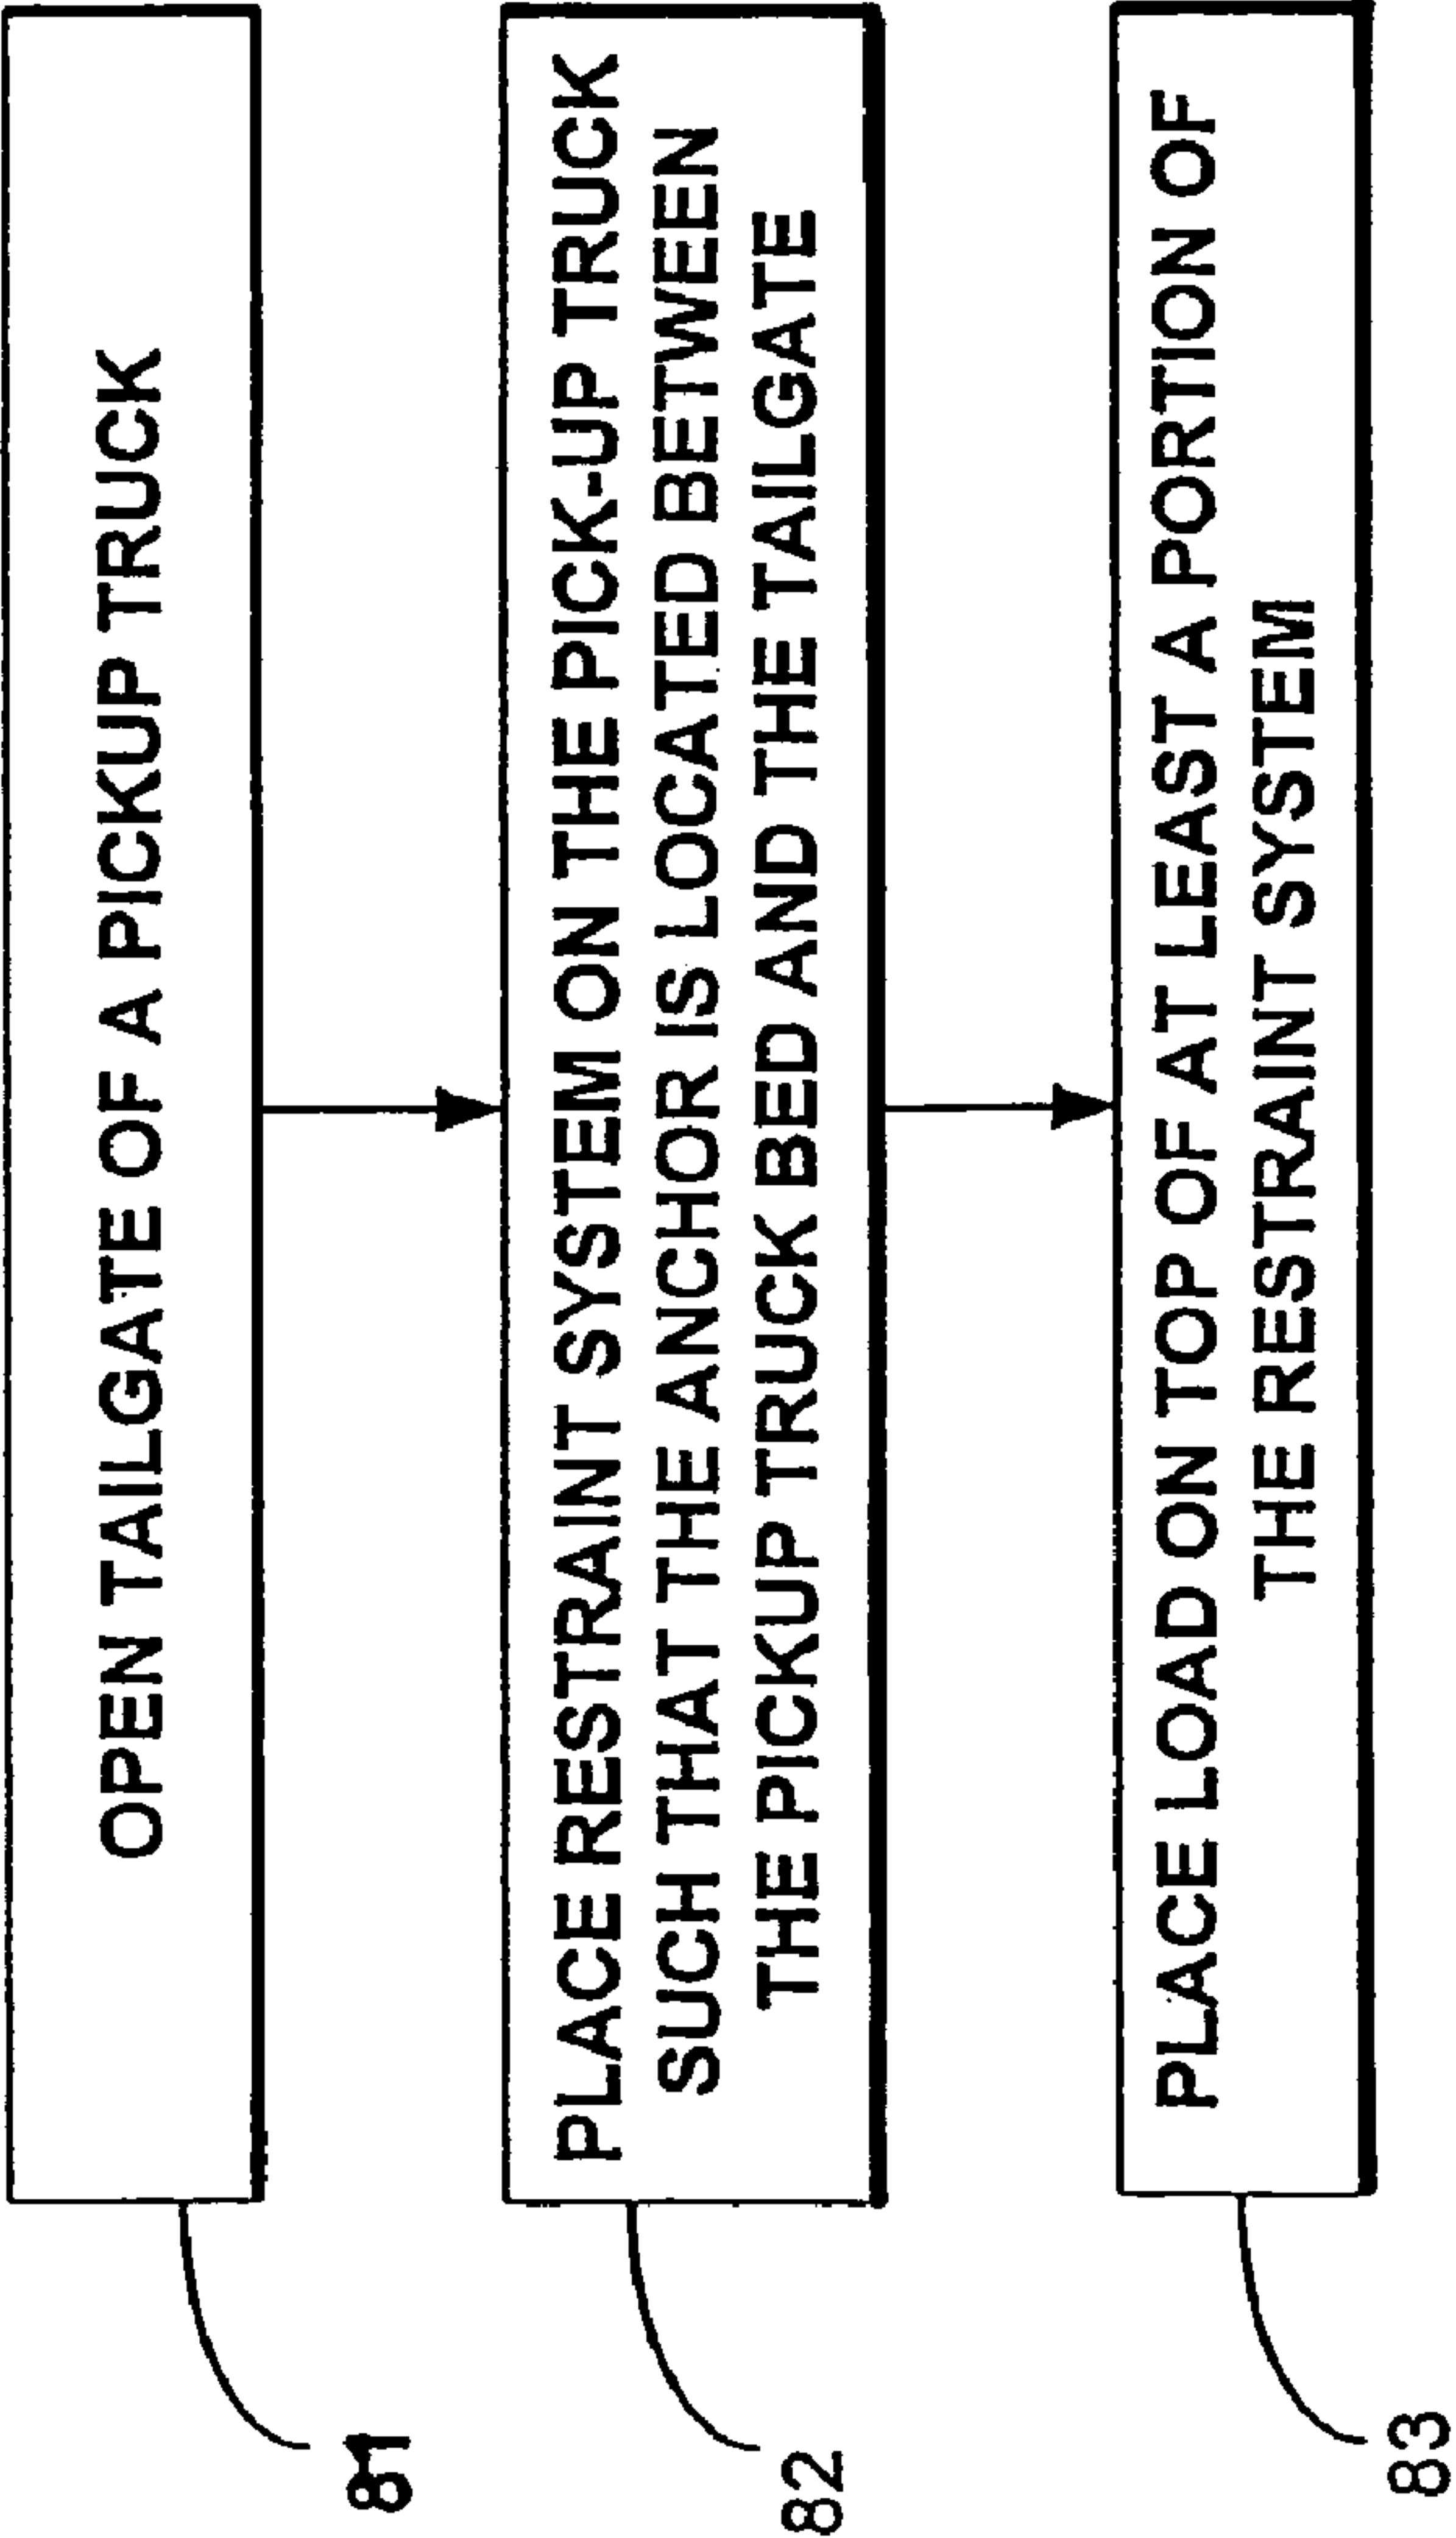 OPEN TAILGATE OF A PICKUP TRUCK
81
PLACE RESTRAINT SYSTEM ON THE PICK-UP TRUCK
SUCH THAT THE ANCHOR IS LOCATED BETWEEN
THE PICKUP TRUCK BED AND THE TAILGATE
82
PLACE LOAD ON TOP OF AT LEAST A PORTION OF
THE RESTRAINT SYSTEM
83